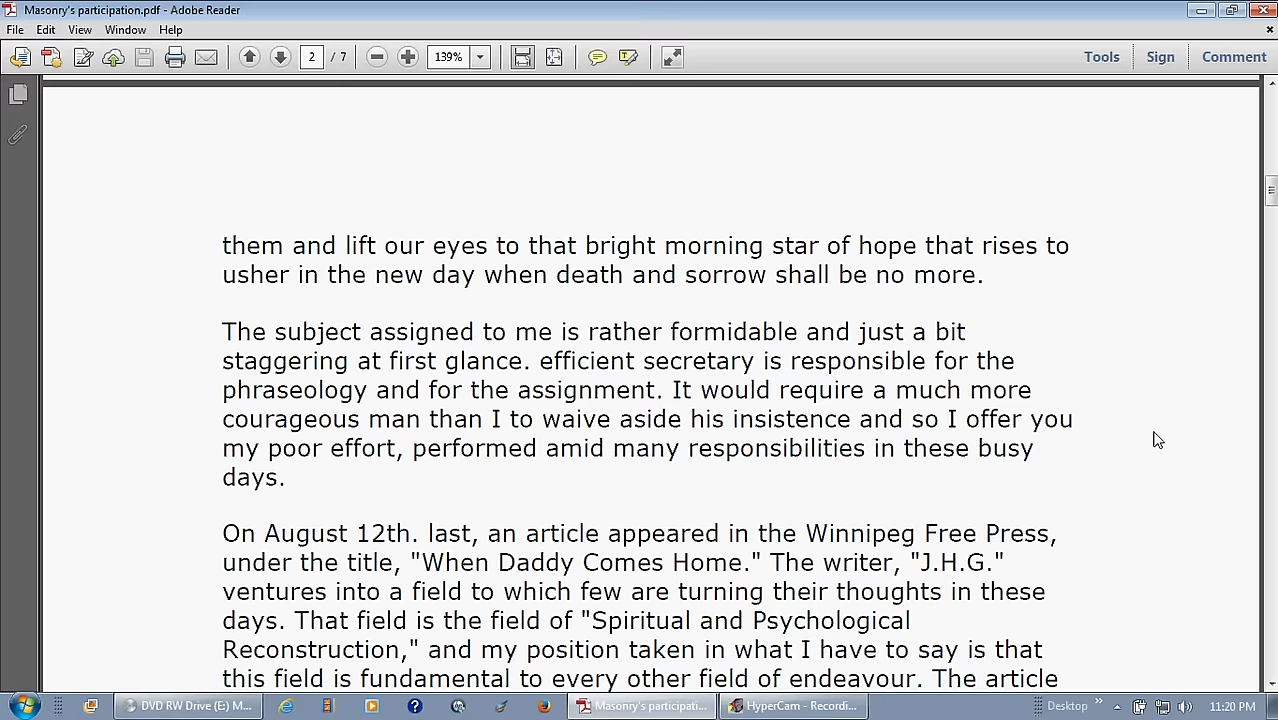 Masonry's participation.pdf - Adobe Reader
File Edit View Window Help
2 / 7 139% Tools Sign Comment
them and lift our eyes to that bright morning star of hope that rises to
usher in the new day when death and sorrow shall be no more.
The subject assigned to me is rather formidable and just a bit
staggering at first glance. efficient secretary is responsible for the
phraseology and for the assignment. It would require a much more
courageous man than I to waive aside his insistence and so I offer you
my poor effort, performed amid many responsibilities in these busy
days.
On August 12th. last, an article appeared in the Winnipeg Free Press,
under the title, "When Daddy Comes Home." The writer, "J.H.G."
ventures into a field to which few are turning their thoughts in these
days. That field is the field of "Spiritual and Psychological
Reconstruction," and my position taken in what I have to say is that
this field is fundamental to every other field of endeavour. The article
DVD RW Drive (E:) M... Masonry's participati... HyperCam - Recordi... Desktop 11:20 PM